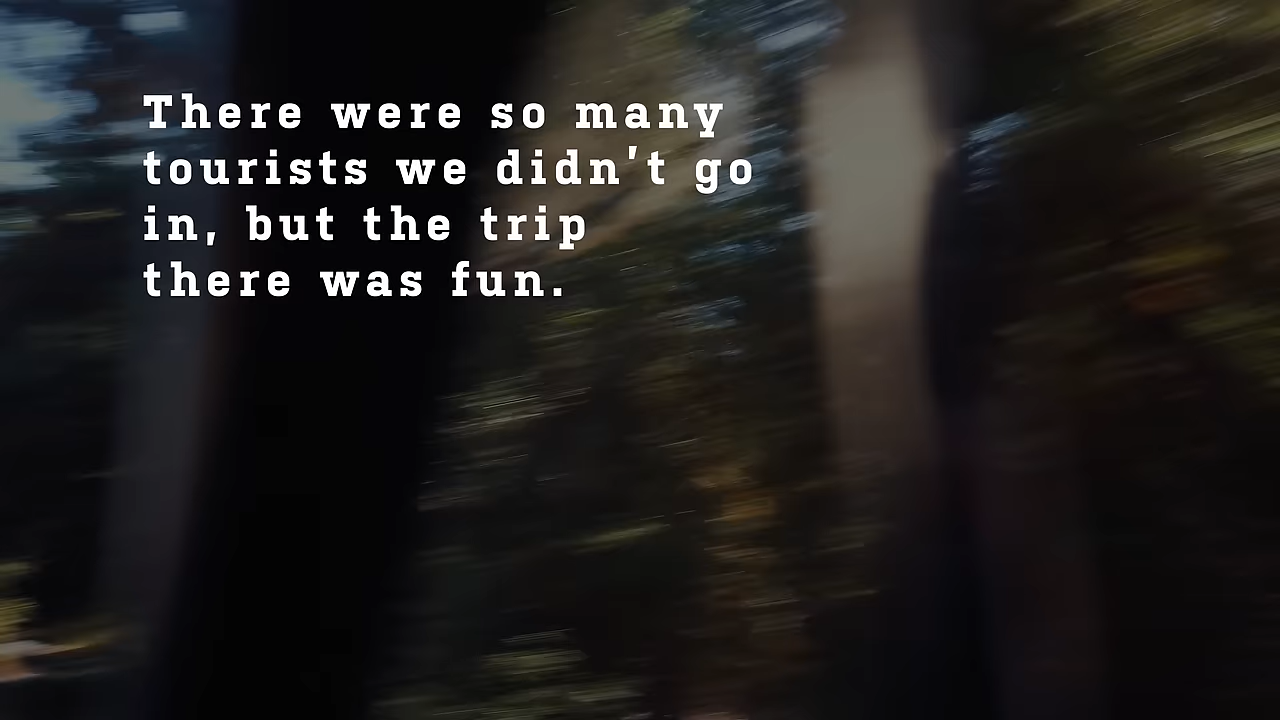 There were so many
tourists we didn't go
in, but the trip
there was fun.